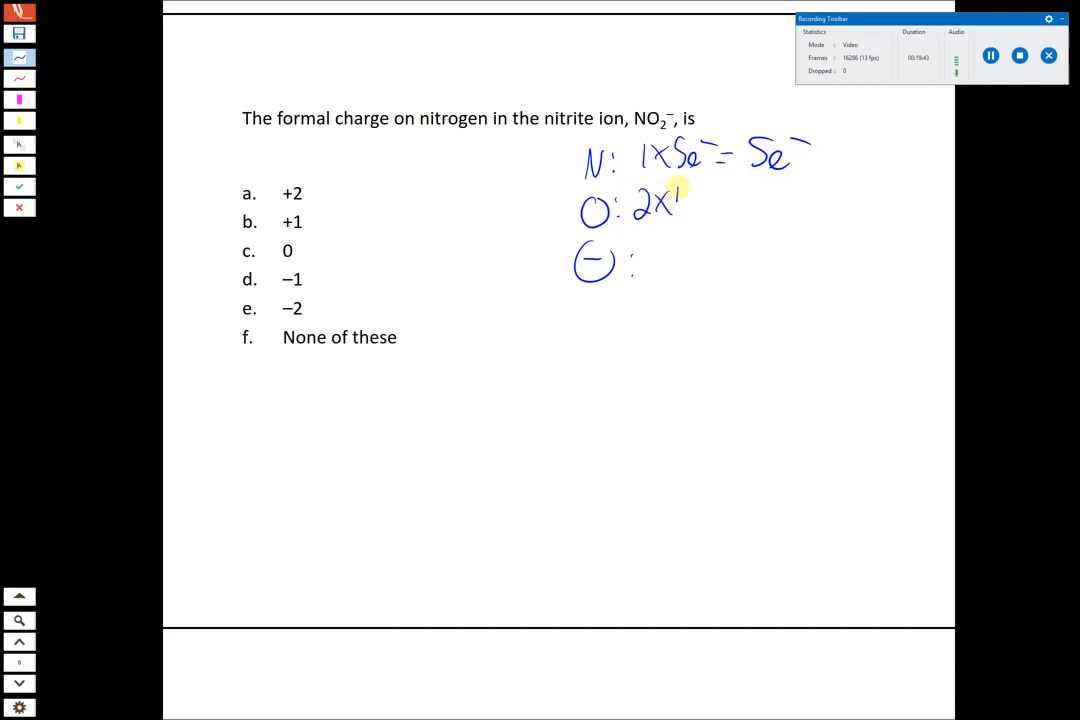 Recording Toolbar
Statistics
Duration
Audio
Mode : Video
Frames : 16286 (13 fps)
00:19:43
Dropped : 0
The formal charge on nitrogen in the nitrite ion, NO₂⁻, is
N: 1x5e⁻ = 5e⁻
O: 2x
⊖ :
a. +2
b. +1
c. 0
d. –1
e. –2
f. None of these
A
A
6